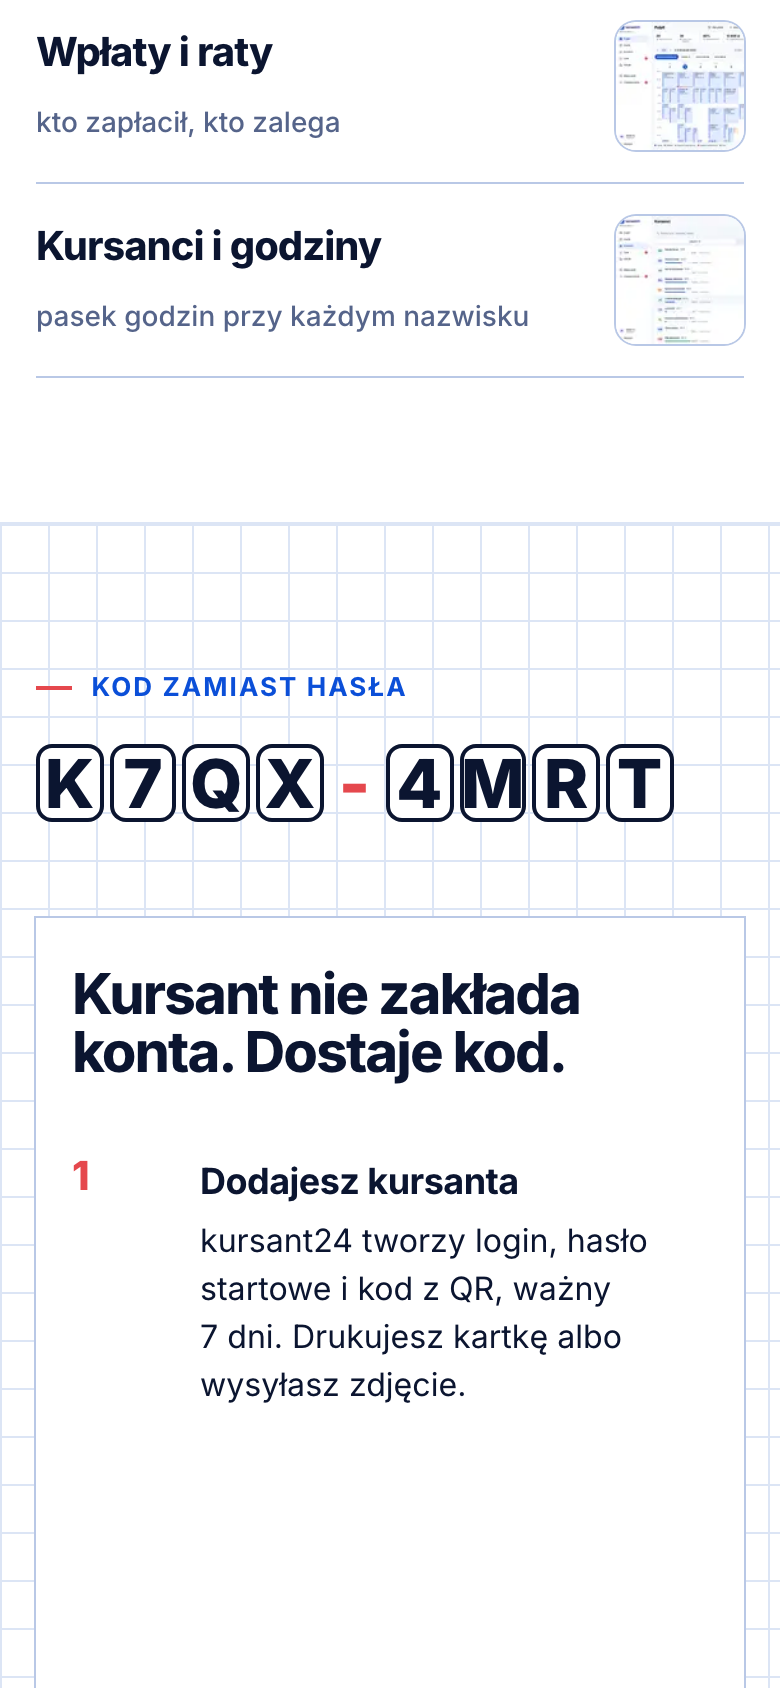 Wpłaty i raty
kto zapłacił, kto zalega
Kursanci i godziny
pasek godzin przy każdym nazwisku
KOD ZAMIAST HASŁA
K7QX-4MRT
Kursant nie zakłada
konta. Dostaje kod.
1
Dodajesz kursanta
kursant24 tworzy login, hasło
startowe i kod z QR, ważny
7 dni. Drukujesz kartkę albo
wysyłasz zdjęcie.